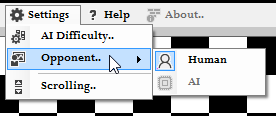 Settings ? Help About..
AI Difficulty..
Opponent.. Human
AI
Scrolling..